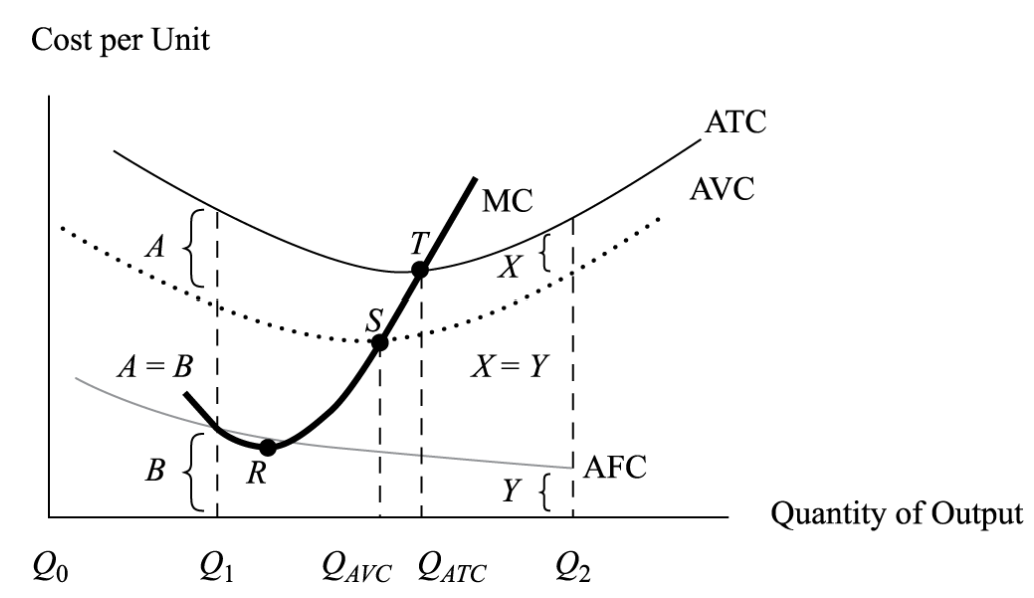 Cost per Unit
ATC
AVC
MC
T
A
X
S
A = B
X = Y
B
R
AFC
Y
Quantity of Output
Q0 Q1 QAVC QATC Q2